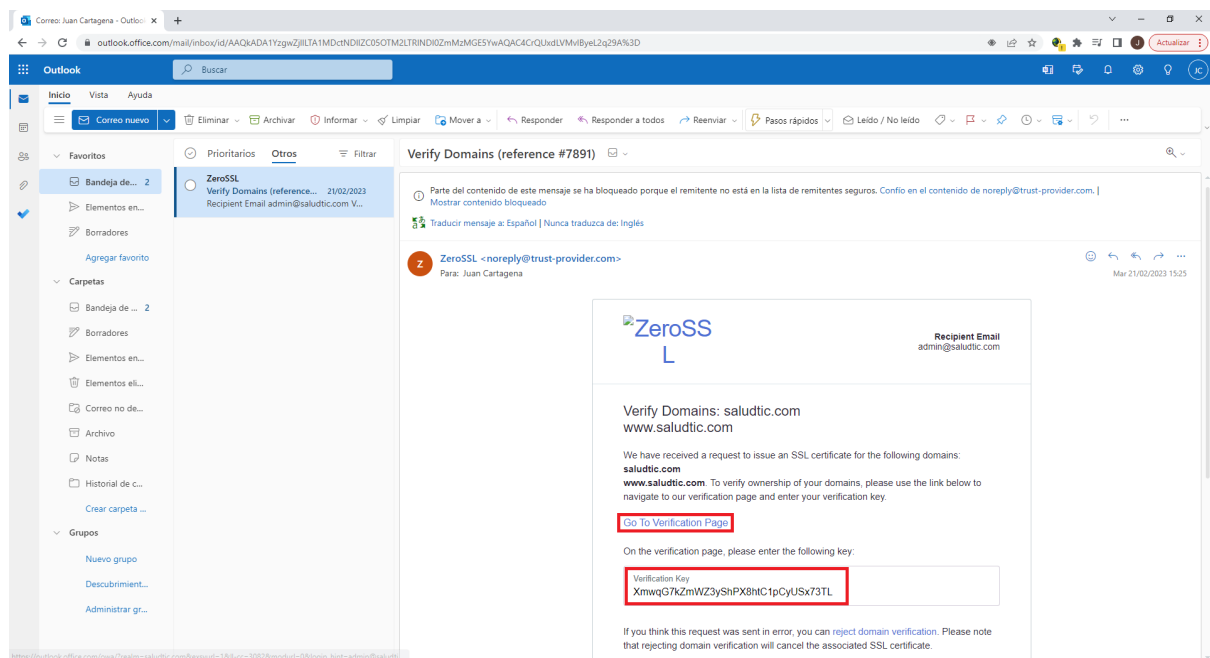 Correo: Juan Cartagena - Outlook
outlook.office.com/mail/inbox/id/
Actualizar
Outlook
Buscar
JC
Inicio Vista Ayuda
Correo nuevo Eliminar Archivar Informar Limpiar Mover a Responder Responder a todos Reenviar Pasos rápidos Leído / No leído
Favoritos
Bandeja de... 2
Elementos en...
Borradores
Agregar favorito
Carpetas
Bandeja de ... 2
Borradores
Elementos en...
Elementos eli...
Correo no de...
Archivo
Notas
Historial de c...
Crear carpeta ...
Grupos
Nuevo grupo
Descubrimient...
Administrar gr...
Prioritarios Otros Filtrar
ZeroSSL
Verify Domains (reference... 21/02/2023
Recipient Email admin@saludtic.com V...
Verify Domains (reference #7891)
Parte del contenido de este mensaje se ha bloqueado porque el remitente no está en la lista de remitentes seguros. Confío en el contenido de noreply@trust-provider.com. |
Mostrar contenido bloqueado
Traducir mensaje a: Español | Nunca traduzca de: Inglés
Z
ZeroSSL <noreply@trust-provider.com>
Para: Juan Cartagena
Mar 21/02/2023 15:25
ZeroSS
L
Recipient Email
admin@saludtic.com
Verify Domains: saludtic.com
www.saludtic.com
We have received a request to issue an SSL certificate for the following domains:
saludtic.com
www.saludtic.com. To verify ownership of your domains, please use the link below to
navigate to our verification page and enter your verification key.
Go To Verification Page
On the verification page, please enter the following key:
Verification Key
XmwqG7kZmWZ3yShPX8htC1pCyUSx73TL
If you think this request was sent in error, you can reject domain verification. Please note
that rejecting domain verification will cancel the associated SSL certificate.